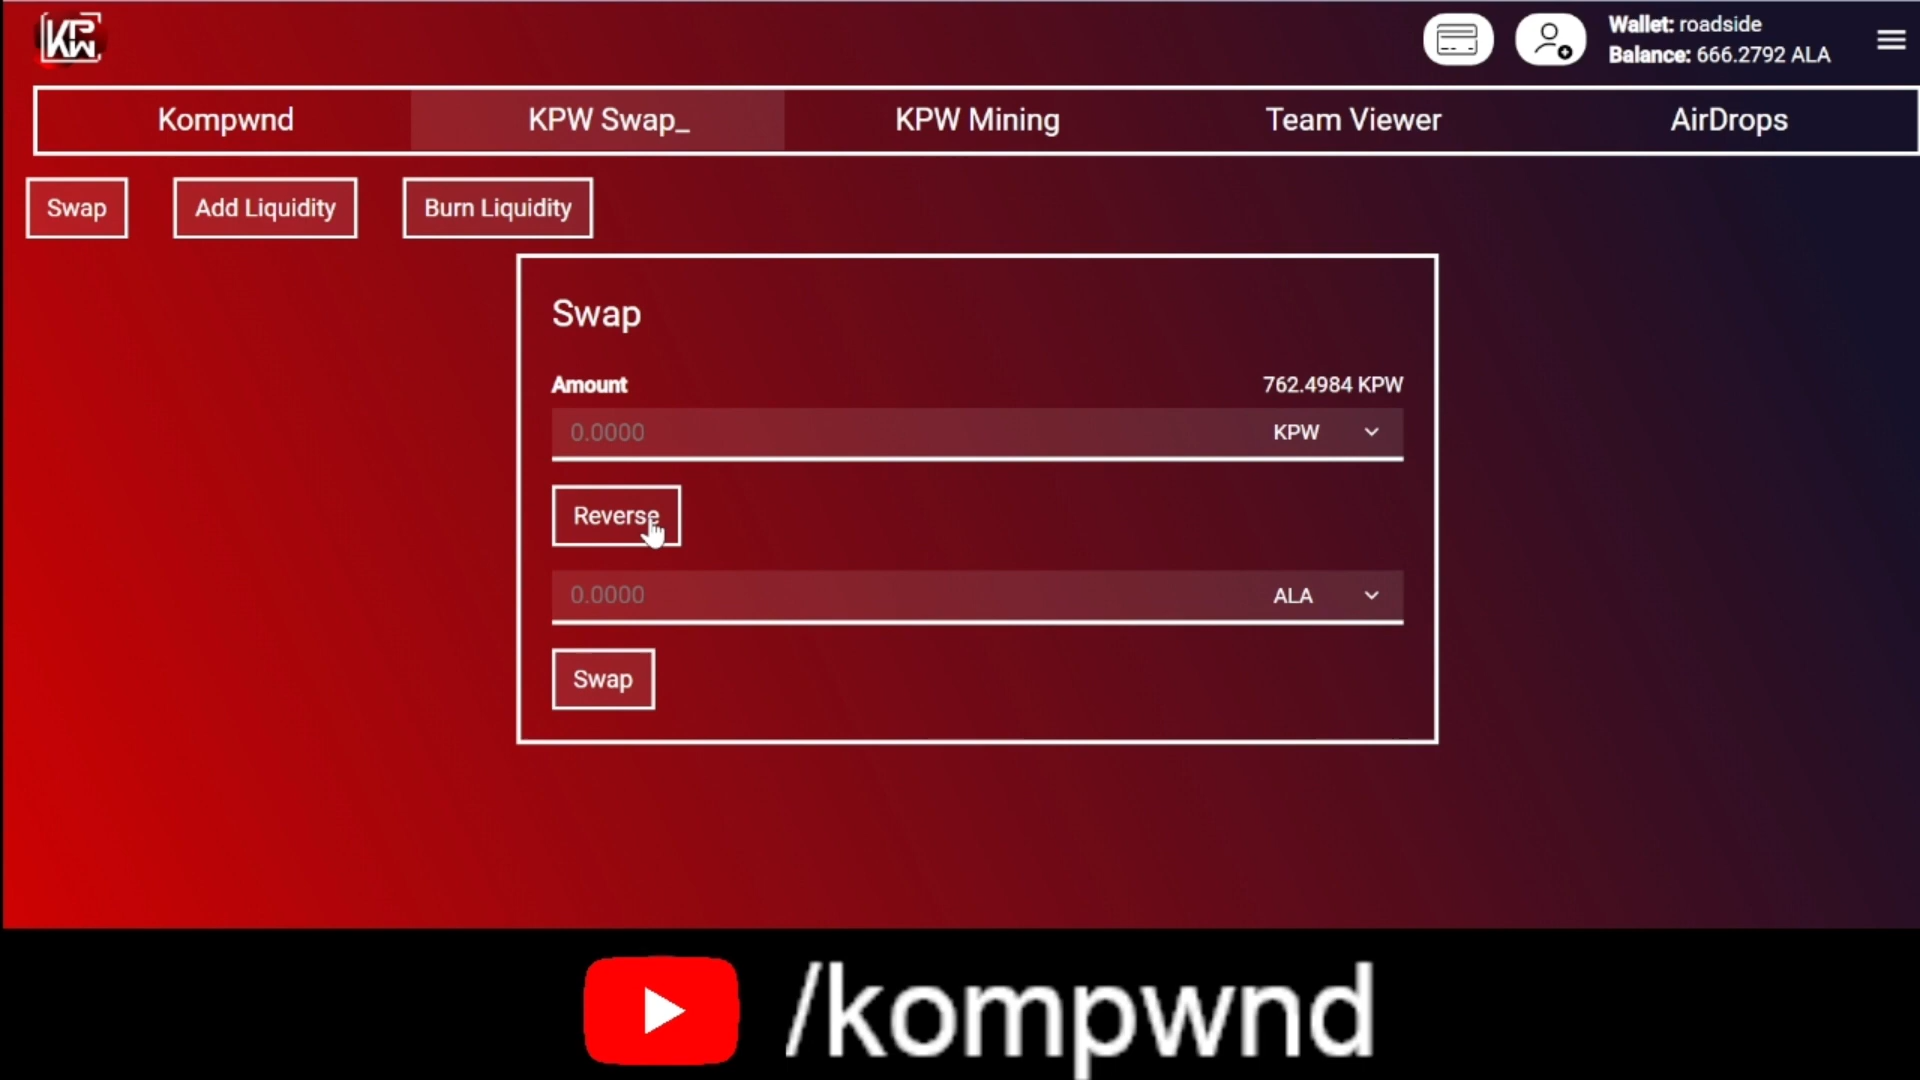 KPW
Wallet: roadside
Balance: 666.2792 ALA
Kompwnd
KPW Swap_
KPW Mining
Team Viewer
AirDrops
Swap
Add Liquidity
Burn Liquidity
Swap
Amount
762.4984 KPW
0.0000
KPW
Reverse
0.0000
ALA
Swap
/kompwnd